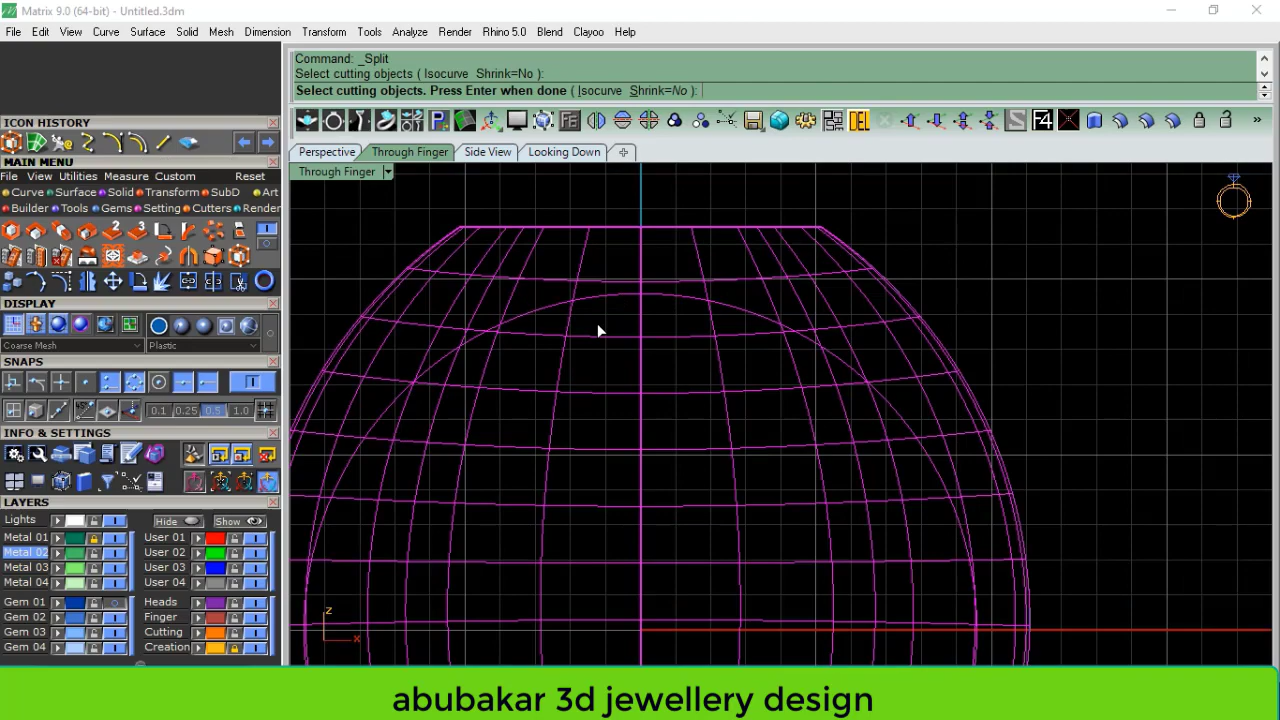 Matrix 9.0 (64-bit) - Untitled.3dm
File Edit View Curve Surface Solid Mesh Dimension Transform Tools Analyze Render Rhino 5.0 Blend Clayoo Help
Command: _Split
Select cutting objects ( Isocurve Shrink=No ):
Select cutting objects. Press Enter when done ( Isocurve Shrink=No ):
ICON HISTORY
MAIN MENU
File View Utilities Measure Custom Reset
Curve Surface Solid Transform SubD Art
Builder Tools Gems Setting Cutters Render
DISPLAY
Coarse Mesh Plastic
SNAPS
0.1 0.25 0.5 1.0
INFO & SETTINGS
LAYERS
Lights Hide Show
Metal 01 User 01
Metal 02 User 02
Metal 03 User 03
Metal 04 User 04
Gem 01 Heads
Gem 02 Finger
Gem 03 Cutting
Gem 04 Creation
F4
DEL
Perspective Through Finger Side View Looking Down
Through Finger
z
x
abubakar 3d jewellery design